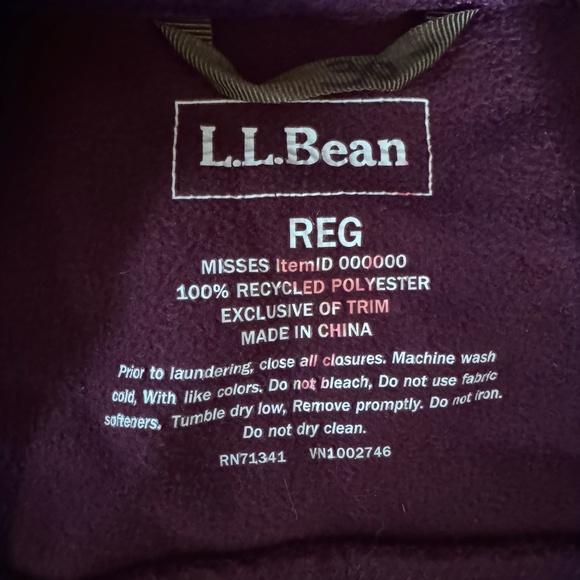 L.L.Bean
REG
MISSES ItemID 000000
100% RECYCLED POLYESTER
EXCLUSIVE OF TRIM
MADE IN CHINA
Prior to laundering, close all closures. Machine wash
cold, With like colors. Do not bleach, Do not use fabric
softeners. Tumble dry low, Remove promptly. Do not iron.
Do not dry clean.
RN71341 VN1002746